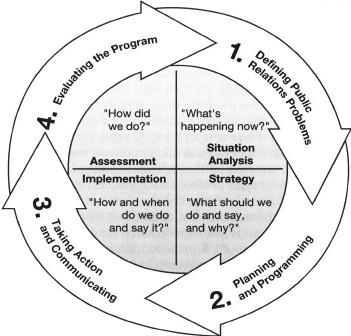 1. Defining Public
Relations Problems
2. Planning
and Programming
3. Taking Action
and Communicating
4. Evaluating the Program
"How did
we do?"
Assessment
"What's
happening now?"
Situation
Analysis
Implementation
"How and when
do we do
and say it?"
Strategy
"What should we
do and say,
and why?"